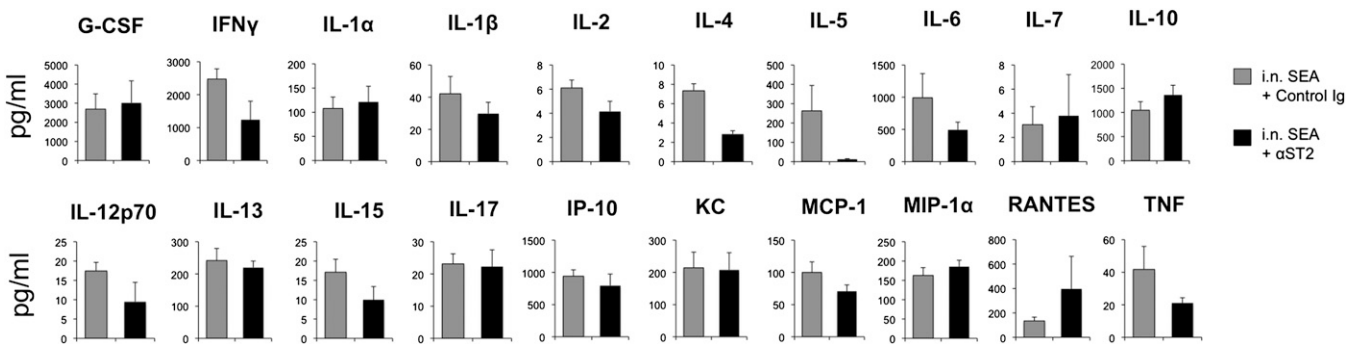 G-CSF IFNγ IL-1α IL-1β IL-2 IL-4 IL-5 IL-6 IL-7 IL-10
pg/ml
5000 4000 3000 2000 1000 0
3000 2000 1000 0
200 150 100 50 0
60 40 20 0
8 6 4 2 0
10 8 6 4 2 0
500 400 300 200 100 0
1500 1000 500 0
8 6 4 2 0
2000 1500 1000 500 0
i.n. SEA
+ Control Ig
i.n. SEA
+ αST2
IL-12p70 IL-13 IL-15 IL-17 IP-10 KC MCP-1 MIP-1α RANTES TNF
pg/ml
25 20 15 10 5 0
300 200 100 0
25 20 15 10 5 0
30 20 10 0
1500 1000 500 0
300 200 100 0
150 100 50 0
250 200 150 100 50 0
800 600 400 200 0
60 40 20 0